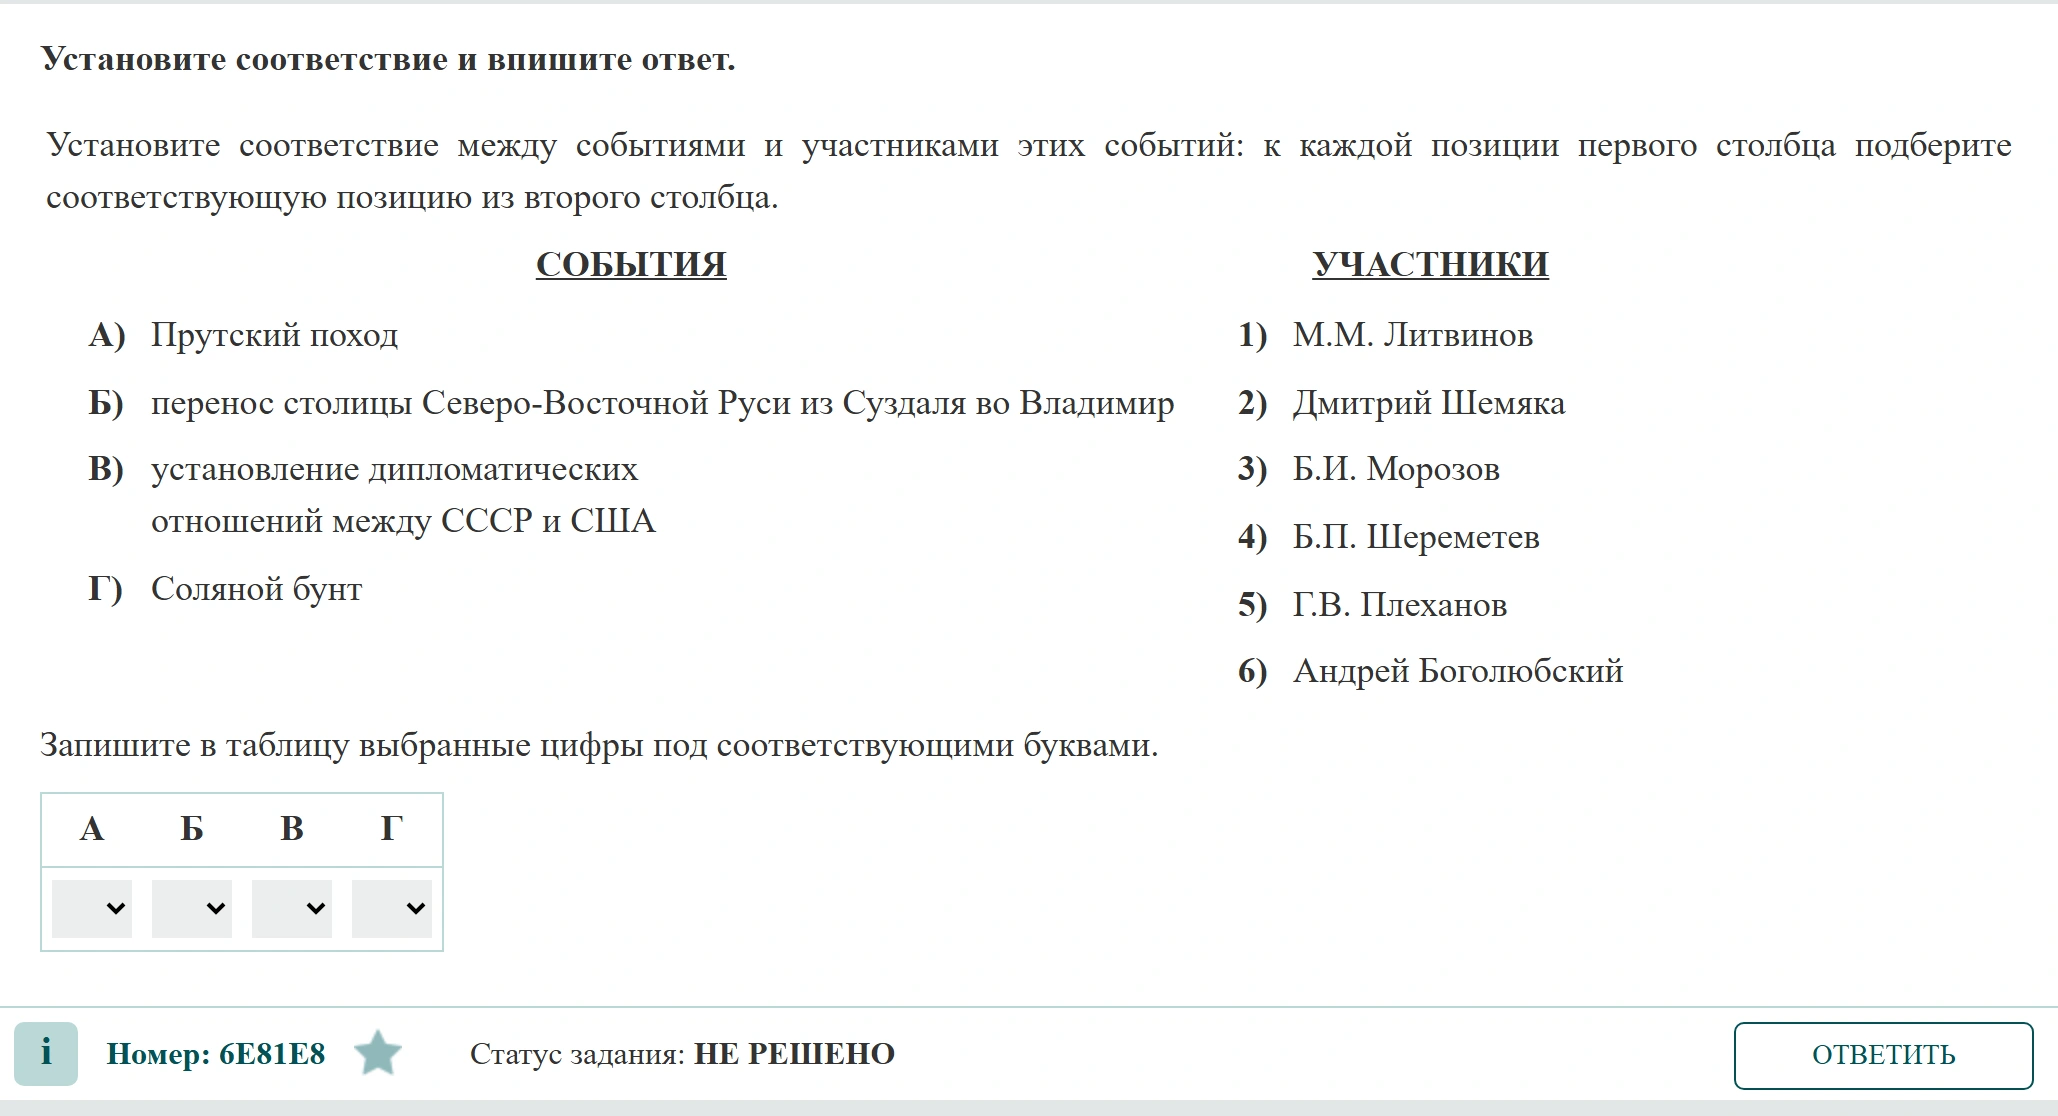 Установите соответствие и впишите ответ.
Установите соответствие между событиями и участниками этих событий: к каждой позиции первого столбца подберите
соответствующую позицию из второго столбца.
СОБЫТИЯ
А) Прутский поход
Б) перенос столицы Северо-Восточной Руси из Суздаля во Владимир
В) установление дипломатических
отношений между СССР и США
Г) Соляной бунт
УЧАСТНИКИ
1) М.М. Литвинов
2) Дмитрий Шемяка
3) Б.И. Морозов
4) Б.П. Шереметев
5) Г.В. Плеханов
6) Андрей Боголюбский
Запишите в таблицу выбранные цифры под соответствующими буквами.
А Б В Г
i Номер: 6E81E8 Статус задания: НЕ РЕШЕНО ОТВЕТИТЬ